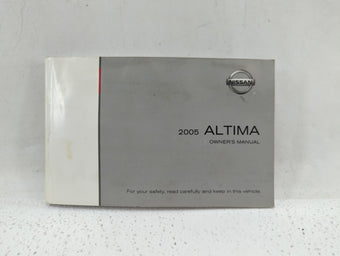 NISSAN
2005 ALTIMA
OWNER'S MANUAL
For your safety, read carefully and keep in this vehicle.